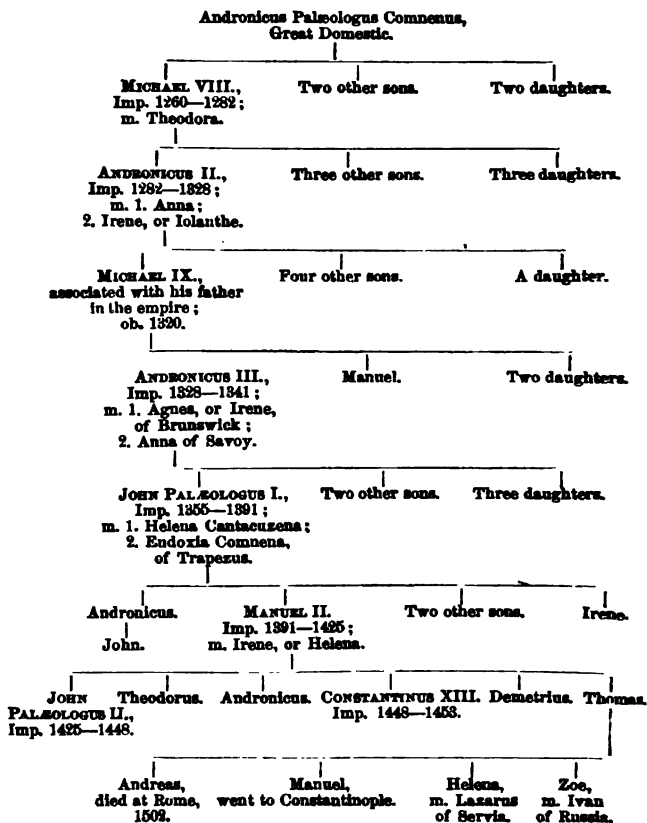 Andronicus Palæologus Comnenus,
Great Domestic.
MICHAEL VIII.,
Imp. 1260—1282;
m. Theodora.
Two other sons.
Two daughters.
ANDRONICUS II.,
Imp. 1282—1328;
m. 1. Anna;
2. Irene, or Iolanthe.
Three other sons.
Three daughters.
MICHAEL IX.,
associated with his father
in the empire;
ob. 1320.
Four other sons.
A daughter.
ANDRONICUS III.,
Imp. 1328—1341;
m. 1. Agnes, or Irene,
of Brunswick;
2. Anna of Savoy.
Manuel.
Two daughters.
JOHN PALÆOLOGUS I.,
Imp. 1355—1391;
m. 1. Helena Cantacuzena;
2. Eudoxia Comnena,
of Trapezus.
Two other sons.
Three daughters.
Andronicus.
John.
MANUEL II.
Imp. 1391—1425;
m. Irene, or Helena.
Two other sons.
Irene.
JOHN
PALÆOLOGUS II.,
Imp. 1425—1448.
Theodorus.
Andronicus.
CONSTANTINUS XIII.
Imp. 1448—1453.
Demetrius.
Thomas.
Andreas,
died at Rome,
1502.
Manuel,
went to Constantinople.
Helena,
m. Lazarus
of Servia.
Zoe,
m. Ivan
of Russia.